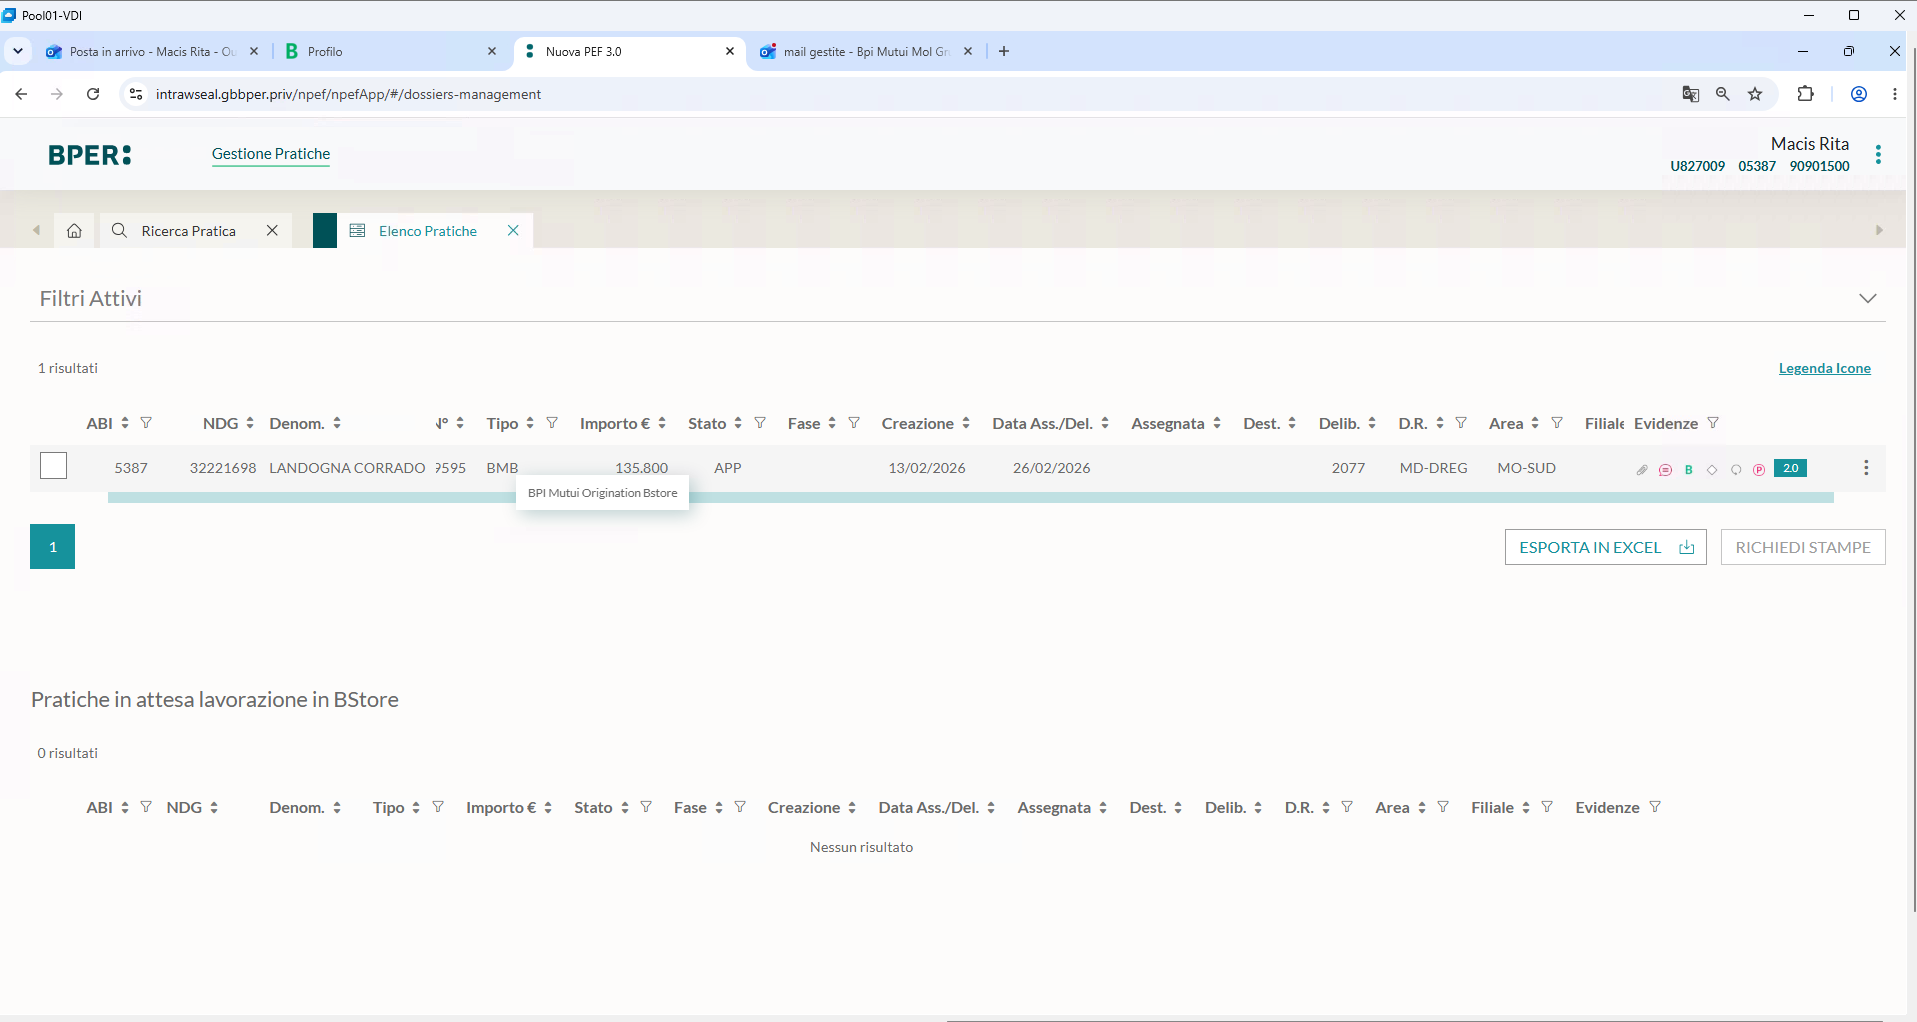 Pool01-VDI
Posta in arrivo - Macis Rita - Ou
Profilo
Nuova PEF 3.0
mail gestite - Bpi Mutui Mol Gr
intrawseal.gbbper.priv/npef/npefApp/#/dossiers-management
BPER:
Gestione Pratiche
Macis Rita
U827009 05387 90901500
Ricerca Pratica
Elenco Pratiche
Filtri Attivi
1 risultati
Legenda Icone
ABI NDG Denom. N° Tipo Importo € Stato Fase Creazione Data Ass./Del. Assegnata Dest. Delib. D.R. Area Filiale Evidenze
5387 32221698 LANDOGNA CORRADO 9595 BMB 135.800 APP 13/02/2026 26/02/2026 2077 MD-DREG MO-SUD B P 2.0
BPI Mutui Origination Bstore
1
ESPORTA IN EXCEL
RICHIEDI STAMPE
Pratiche in attesa lavorazione in BStore
0 risultati
ABI NDG Denom. Tipo Importo € Stato Fase Creazione Data Ass./Del. Assegnata Dest. Delib. D.R. Area Filiale Evidenze
Nessun risultato